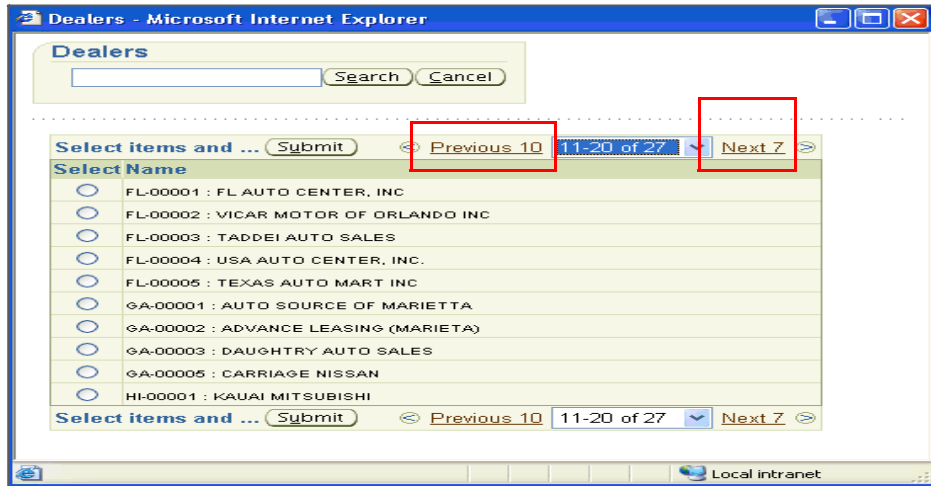 Dealers - Microsoft Internet Explorer
Dealers
Search Cancel
Select items and ... Submit Previous 10 11-20 of 27 Next 7
Select Name
FL-00001 : FL AUTO CENTER, INC
FL-00002 : VICAR MOTOR OF ORLANDO INC
FL-00003 : TADDEI AUTO SALES
FL-00004 : USA AUTO CENTER, INC.
FL-00005 : TEXAS AUTO MART INC
GA-00001 : AUTO SOURCE OF MARIETTA
GA-00002 : ADVANCE LEASING (MARIETA)
GA-00003 : DAUGHTRY AUTO SALES
GA-00005 : CARRIAGE NISSAN
HI-00001 : KAUAI MITSUBISHI
Select items and ... Submit Previous 10 11-20 of 27 Next 7
Local intranet